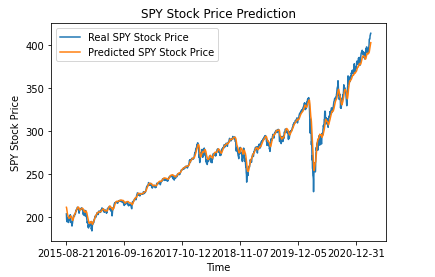 SPY Stock Price Prediction
Real SPY Stock Price
Predicted SPY Stock Price
SPY Stock Price
400
350
300
250
200
2015-08-21 2016-09-16 2017-10-12 2018-11-07 2019-12-05 2020-12-31
Time